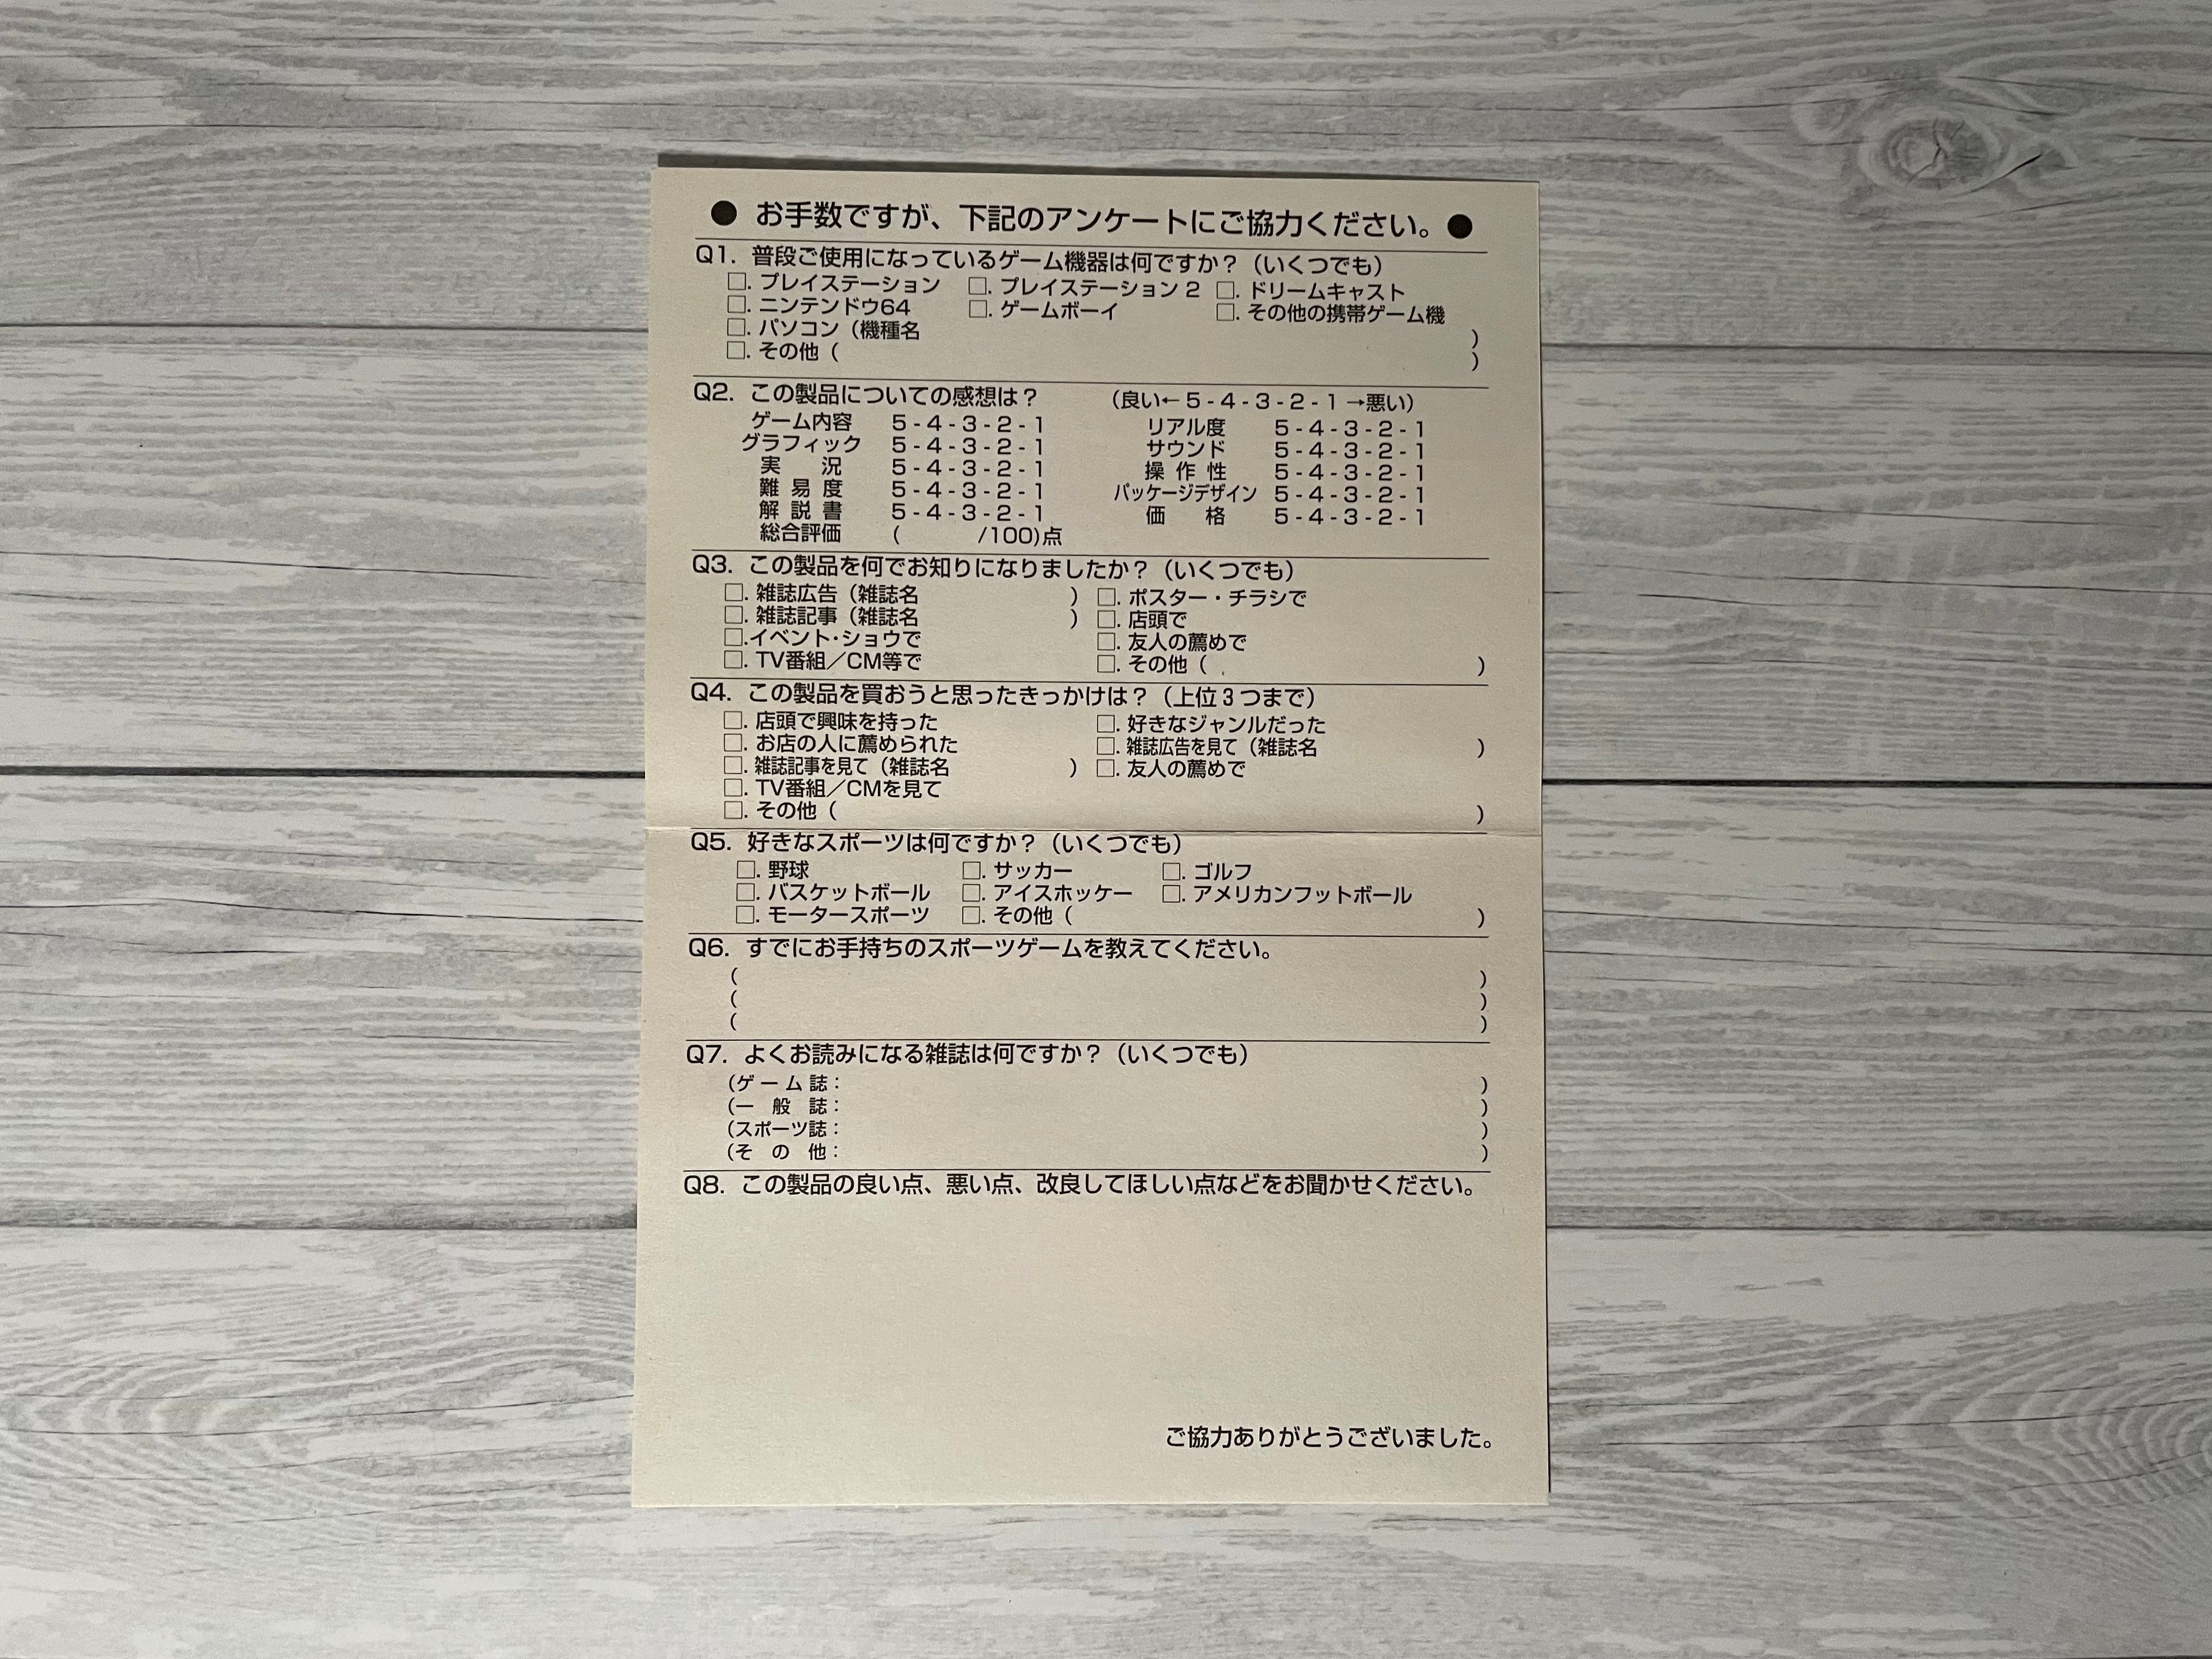 ● お手数ですが、下記のアンケートにご協力ください。●
Q1. 普段ご使用になっているゲーム機器は何ですか？（いくつでも）
□. プレイステーション □. プレイステーション２ □. ドリームキャスト
□. ニンテンドウ64 □. ゲームボーイ □. その他の携帯ゲーム機
□. パソコン（機種名 ）
□. その他（ ）
Q2. この製品についての感想は？ （良い←５-４-３-２-１→悪い）
ゲーム内容 5-4-3-2-1 リアル度 5-4-3-2-1
グラフィック 5-4-3-2-1 サウンド 5-4-3-2-1
実況 5-4-3-2-1 操作性 5-4-3-2-1
難易度 5-4-3-2-1 パッケージデザイン 5-4-3-2-1
解説書 5-4-3-2-1 価格 5-4-3-2-1
総合評価 ( /100)点
Q3. この製品を何でお知りになりましたか？（いくつでも）
□. 雑誌広告（雑誌名 ） □. ポスター・チラシで
□. 雑誌記事（雑誌名 ） □. 店頭で
□.イベント・ショウで □. 友人の薦めで
□. TV番組／CM等で □. その他（ ）
Q4. この製品を買おうと思ったきっかけは？（上位３つまで）
□. 店頭で興味を持った □. 好きなジャンルだった
□. お店の人に薦められた □. 雑誌広告を見て（雑誌名 ）
□. 雑誌記事を見て（雑誌名 ） □. 友人の薦めで
□. TV番組／CMを見て
□. その他（ ）
Q5. 好きなスポーツは何ですか？（いくつでも）
□. 野球 □. サッカー □. ゴルフ
□. バスケットボール □. アイスホッケー □. アメリカンフットボール
□. モータースポーツ □. その他（ ）
Q6. すでにお手持ちのスポーツゲームを教えてください。
（ ）
（ ）
（ ）
Q7. よくお読みになる雑誌は何ですか？（いくつでも）
（ゲーム誌： ）
（一般誌： ）
（スポーツ誌： ）
（その他： ）
Q8. この製品の良い点、悪い点、改良してほしい点などをお聞かせください。
ご協力ありがとうございました。